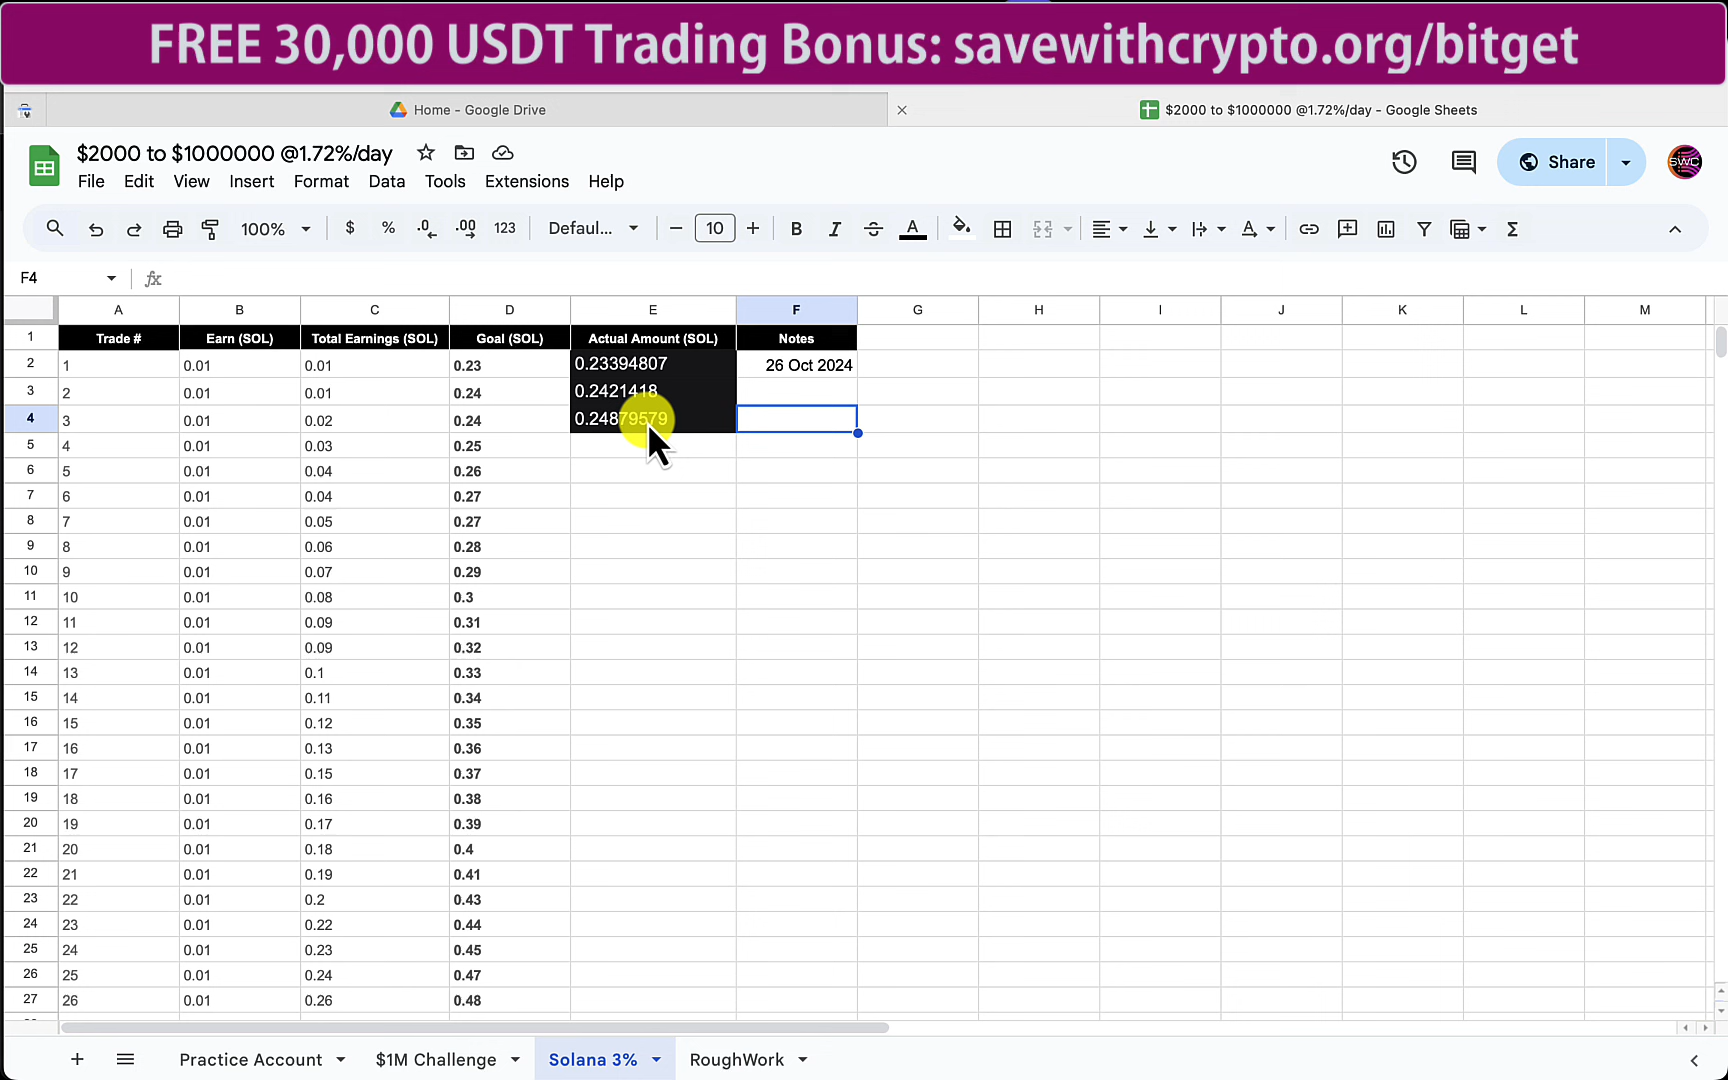 FREE 30,000 USDT Trading Bonus: savewithcrypto.org/bitget
Home - Google Drive
$2000 to $1000000 @1.72%/day - Google Sheets
$2000 to $1000000 @1.72%/day
File Edit View Insert Format Data Tools Extensions Help
Share
SWC
100% $ % .0 .00 123 Defaul... 10 B I A
F4
A B C D E F G H I J K L M
1 Trade # Earn (SOL) Total Earnings (SOL) Goal (SOL) Actual Amount (SOL) Notes
2 1 0.01 0.01 0.23 0.23394807 26 Oct 2024
3 2 0.01 0.01 0.24 0.2421418
4 3 0.01 0.02 0.24 0.24879579
5 4 0.01 0.03 0.25
6 5 0.01 0.04 0.26
7 6 0.01 0.04 0.27
8 7 0.01 0.05 0.27
9 8 0.01 0.06 0.28
10 9 0.01 0.07 0.29
11 10 0.01 0.08 0.3
12 11 0.01 0.09 0.31
13 12 0.01 0.09 0.32
14 13 0.01 0.1 0.33
15 14 0.01 0.11 0.34
16 15 0.01 0.12 0.35
17 16 0.01 0.13 0.36
18 17 0.01 0.15 0.37
19 18 0.01 0.16 0.38
20 19 0.01 0.17 0.39
21 20 0.01 0.18 0.4
22 21 0.01 0.19 0.41
23 22 0.01 0.2 0.43
24 23 0.01 0.22 0.44
25 24 0.01 0.23 0.45
26 25 0.01 0.24 0.47
27 26 0.01 0.26 0.48
Practice Account $1M Challenge Solana 3% RoughWork